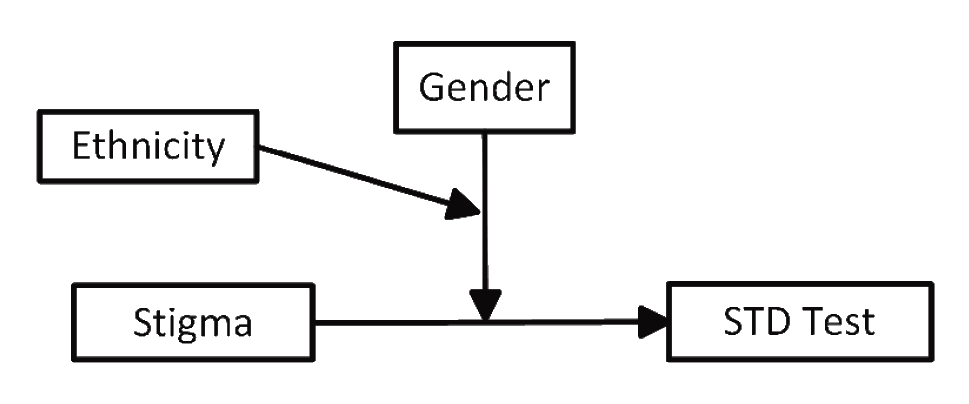 Gender
Ethnicity
Stigma
STD Test